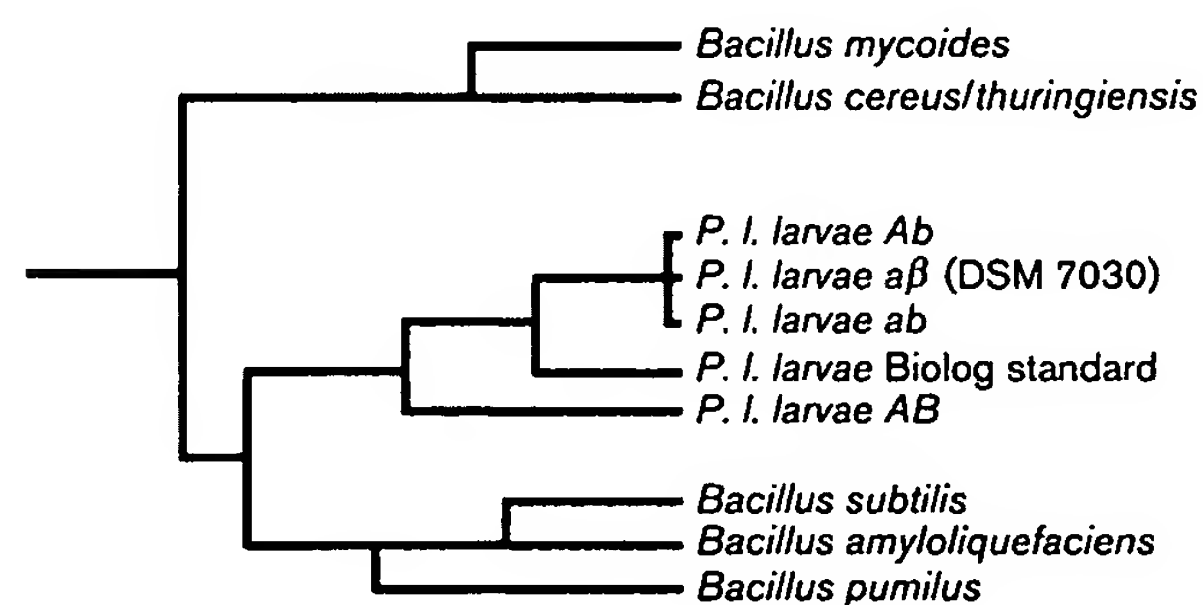 Bacillus mycoides
Bacillus cereus/thuringiensis
P. l. larvae Ab
P. l. larvae aβ (DSM 7030)
P. l. larvae ab
P. l. larvae Biolog standard
P. l. larvae AB
Bacillus subtilis
Bacillus amyloliquefaciens
Bacillus pumilus